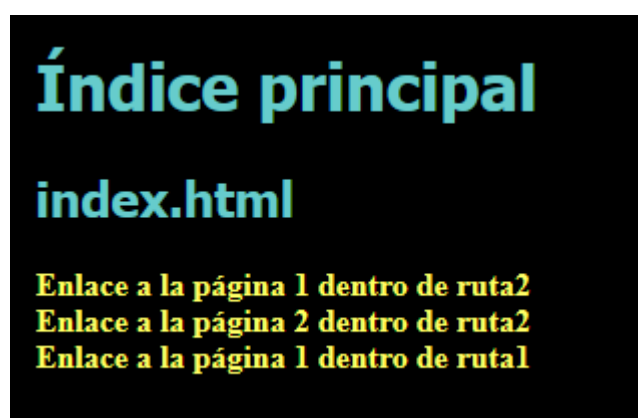 Índice principal
index.html
Enlace a la página 1 dentro de ruta2
Enlace a la página 2 dentro de ruta2
Enlace a la página 1 dentro de ruta1